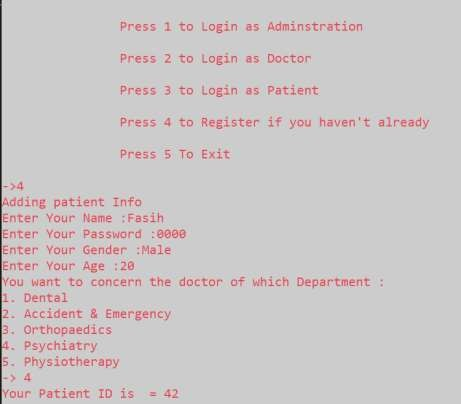 Press 1 to Login as Adminstration
Press 2 to Login as Doctor
Press 3 to Login as Patient
Press 4 to Register if you haven't already
Press 5 To Exit
->4
Adding patient Info
Enter Your Name :Fasih
Enter Your Password :0000
Enter Your Gender :Male
Enter Your Age :20
You want to concern the doctor of which Department :
1. Dental
2. Accident & Emergency
3. Orthopaedics
4. Psychiatry
5. Physiotherapy
-> 4
Your Patient ID is  = 42